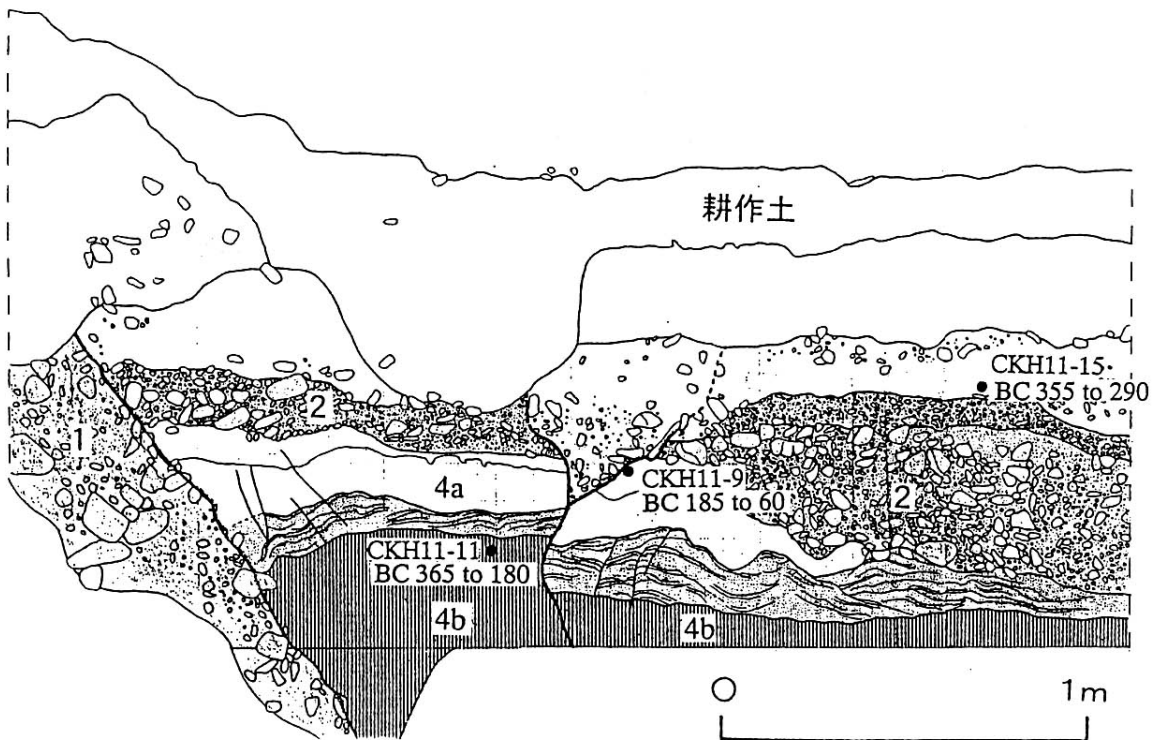 耕作土
CKH11-15
BC 355 to 290
2
1
CKH11-9
BC 185 to 60
4a
2
CKH11-11
BC 365 to 180
4b
4b
0
1m